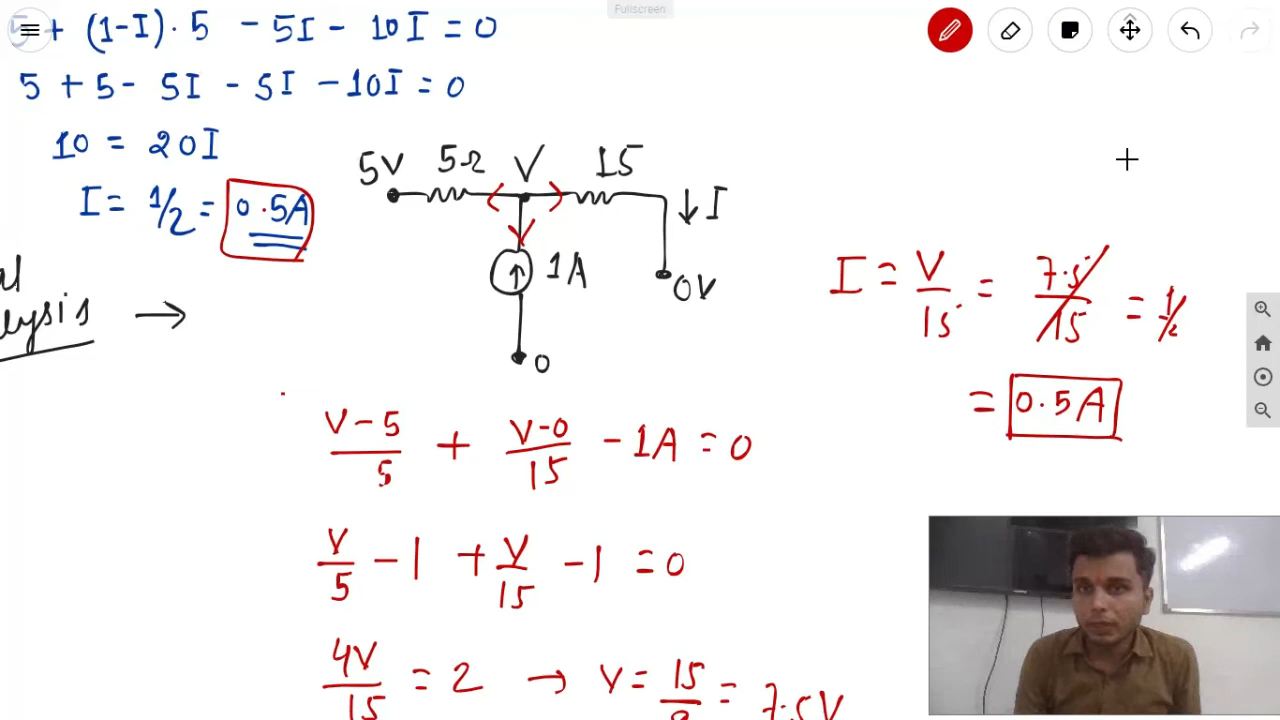 Fullscreen
5 + (1-I)·5 - 5I - 10I = 0
5 + 5 - 5I - 5I - 10I = 0
10 = 20I
I = 1/2 = 0.5A
5V 5Ω V 15
↓ I
1A
0V
0
→
I = V/15 = 7.5/15 = 1/2
= 0.5A
(V-5)/5 + (V-0)/15 - 1A = 0
V/5 - 1 + V/15 - 1 = 0
4V/15 = 2 → V = 15/2 = 7.5V